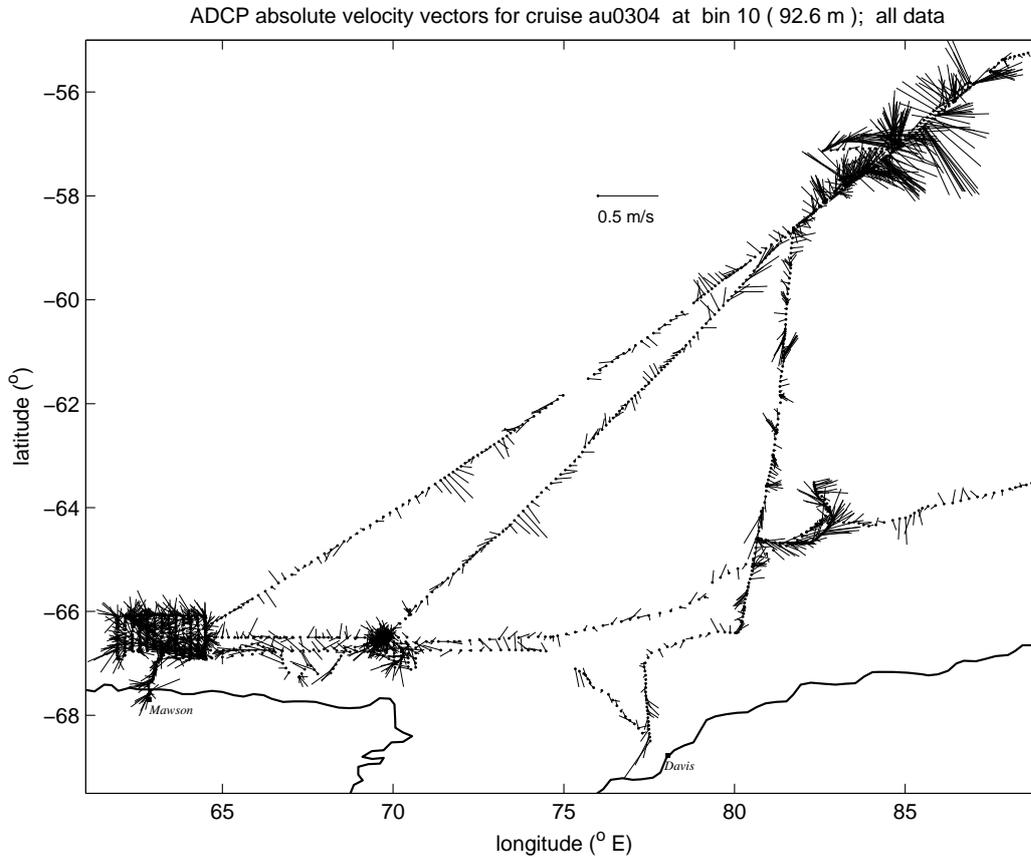 ADCP absolute velocity vectors for cruise au0304 at bin 10 ( 92.6 m ); all data
−56
−58
0.5 m/s
−60
−62
latitude (°)
−64
−66
−68
Mawson
Davis
65 70 75 80 85
longitude (° E)